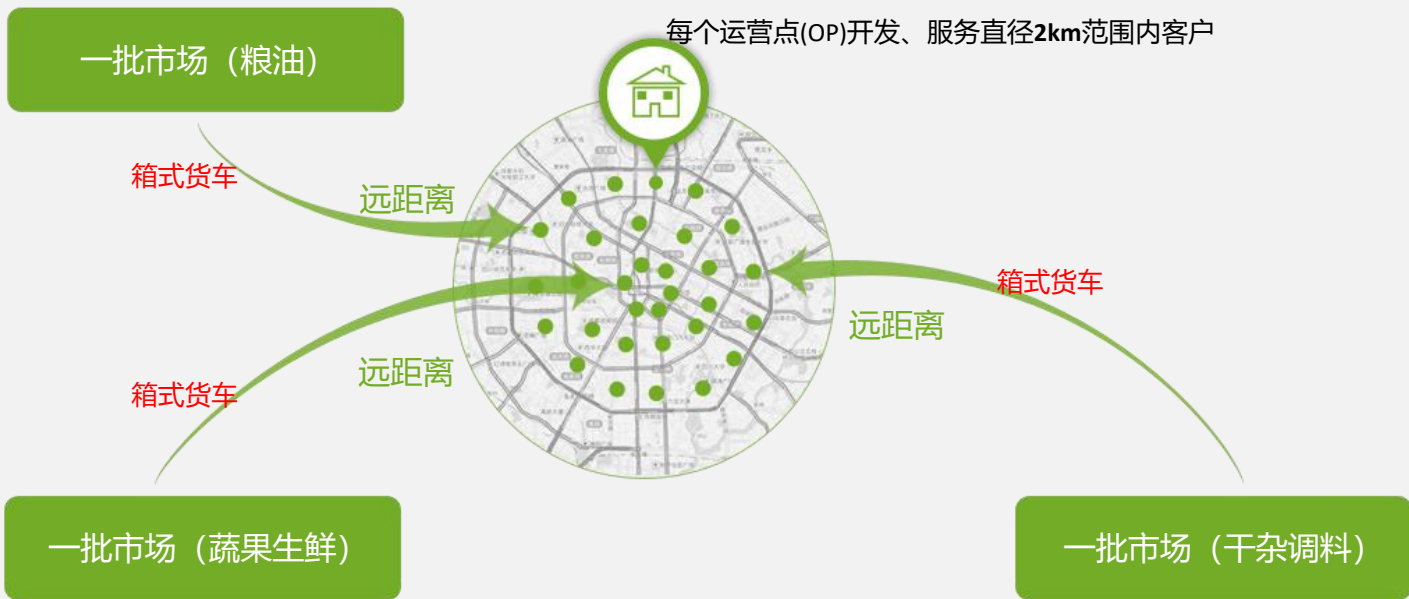 每个运营点(OP)开发、服务直径2km范围内客户
一批市场（粮油）
箱式货车
远距离
箱式货车
远距离
远距离
箱式货车
一批市场（蔬果生鲜）
一批市场（干杂调料）